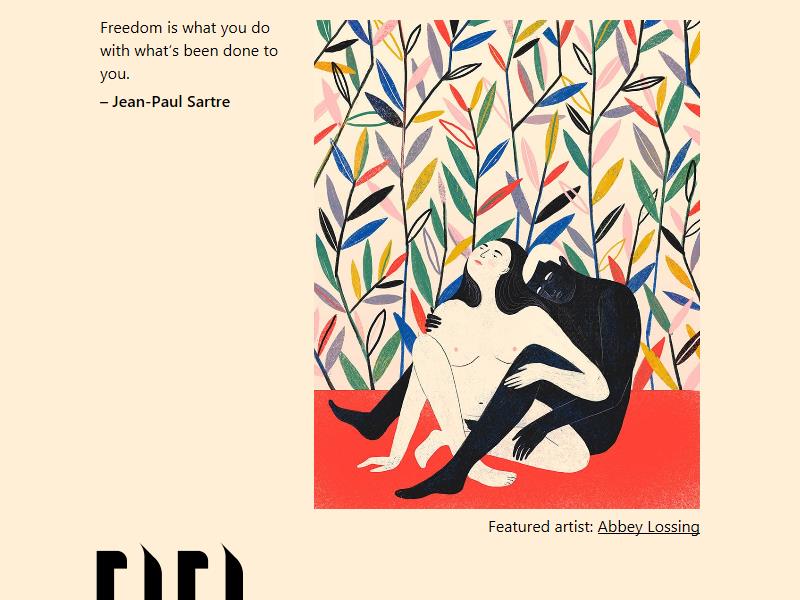 Freedom is what you do
with what's been done to
you.
– Jean-Paul Sartre
Featured artist: Abbey Lossing